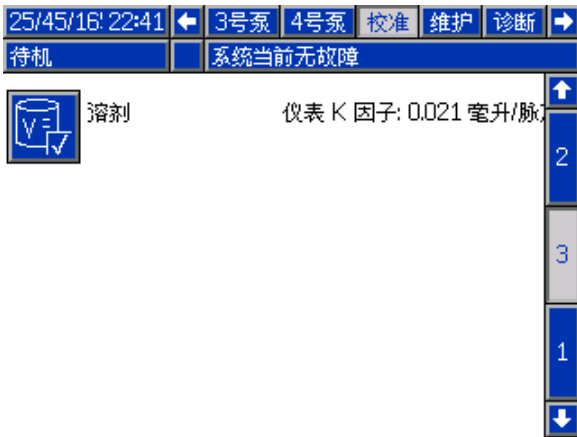 25/45/16' 22:41 3号泵 4号泵 校准 维护 诊断
待机 系统当前无故障
溶剂 仪表 K 因子: 0.021 毫升/脉
V=
2
3
1